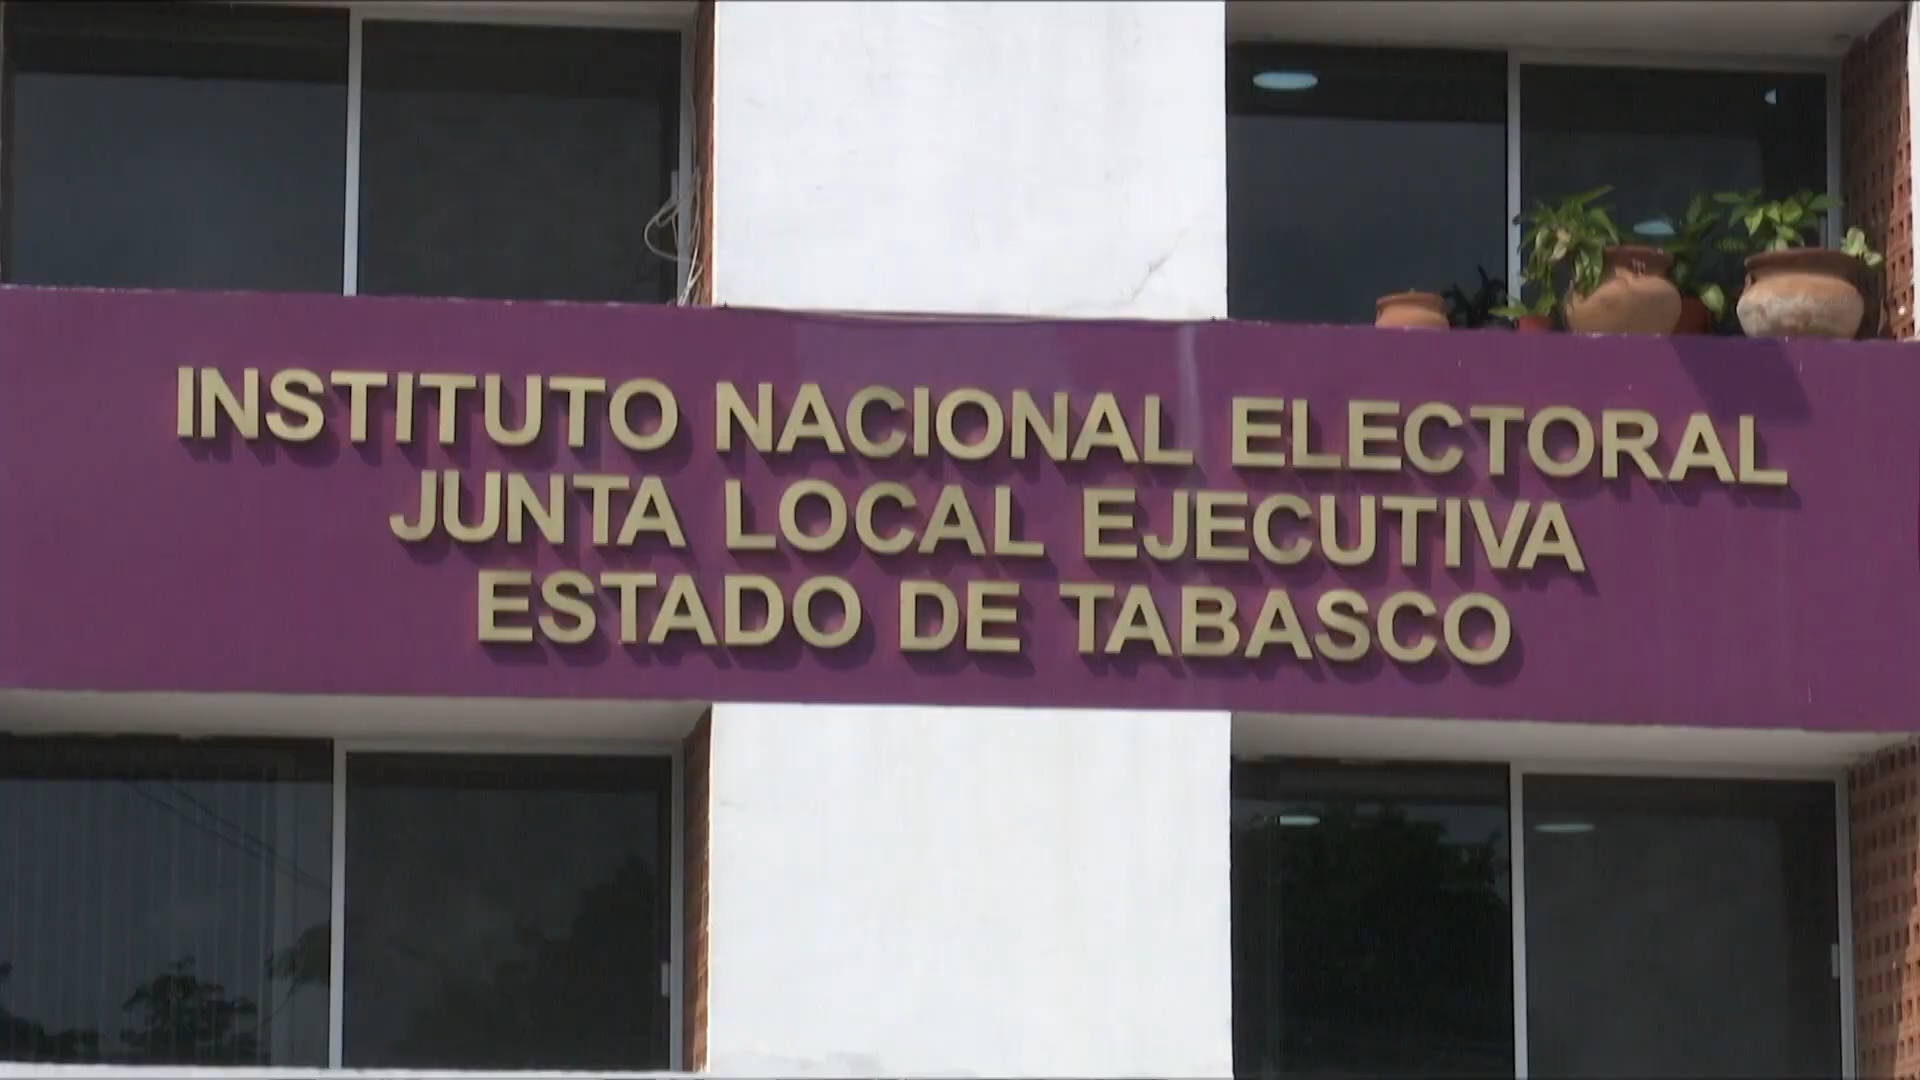 INSTITUTO NACIONAL ELECTORAL
JUNTA LOCAL EJECUTIVA
ESTADO DE TABASCO